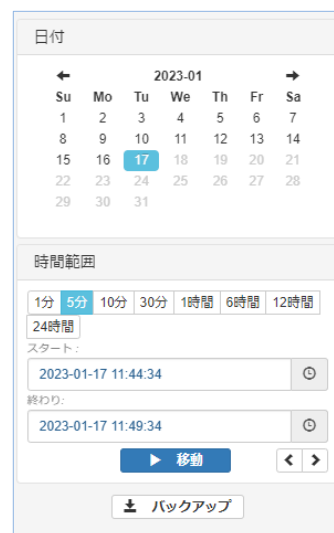 日付
2023-01
Su Mo Tu We Th Fr Sa
1 2 3 4 5 6 7
8 9 10 11 12 13 14
15 16 17 18 19 20 21
22 23 24 25 26 27 28
29 30 31
時間範囲
1分 5分 10分 30分 1時間 6時間 12時間
24時間
スタート :
2023-01-17 11:44:34
終わり:
2023-01-17 11:49:34
移動
バックアップ